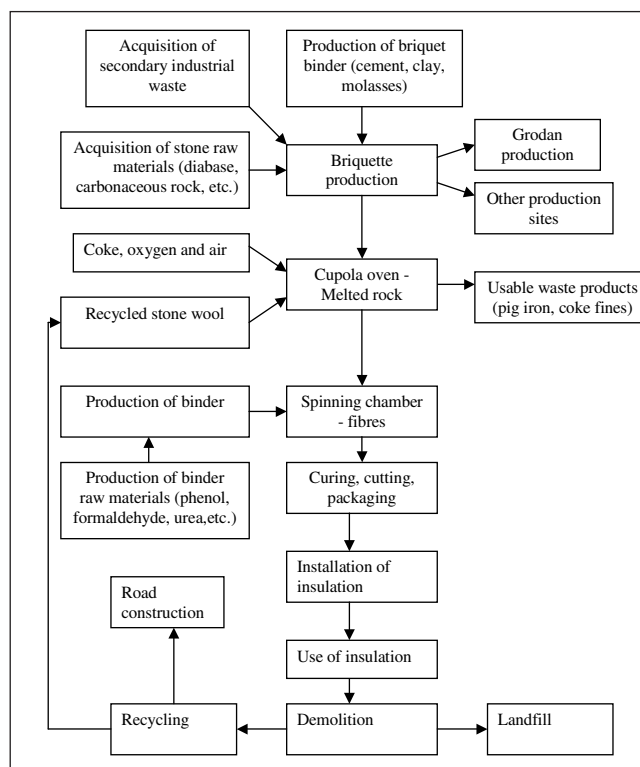 Acquisition of
secondary industrial
waste
Production of briquet
binder (cement, clay,
molasses)
Acquisition of stone raw
materials (diabase,
carbonaceous rock, etc.)
Briquette
production
Grodan
production
Other production
sites
Coke, oxygen and air
Cupola oven -
Melted rock
Usable waste products
(pig iron, coke fines)
Recycled stone wool
Production of binder
Spinning chamber
- fibres
Production of binder
raw materials (phenol,
formaldehyde, urea,etc.)
Curing, cutting,
packaging
Installation of
insulation
Road
construction
Use of insulation
Recycling
Demolition
Landfill